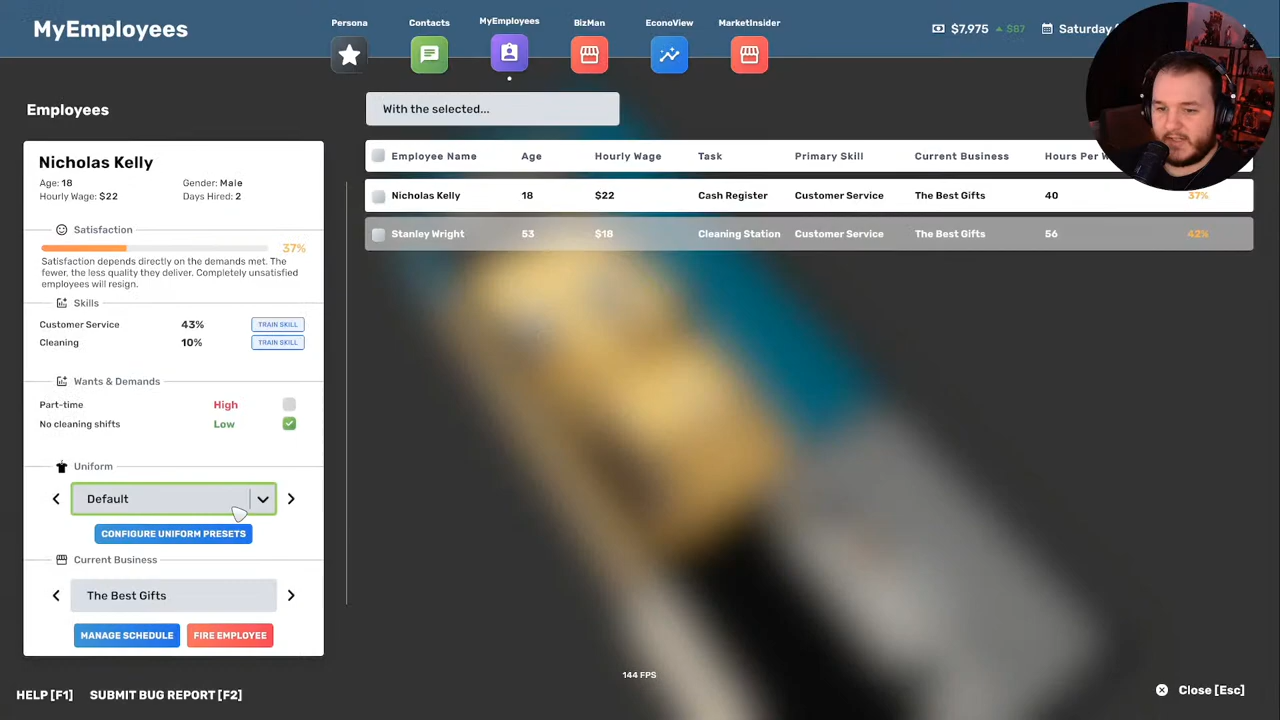 MyEmployees
Persona
Contacts
MyEmployees
BizMan
EconoView
MarketInsider
$7,975 ▲ $87
Saturday
Employees
With the selected...
Nicholas Kelly
Age: 18
Gender: Male
Hourly Wage: $22
Days Hired: 2
Satisfaction
37%
Satisfaction depends directly on the demands met. The
fewer, the less quality they deliver. Completely unsatisfied
employees will resign.
Skills
Customer Service 43% TRAIN SKILL
Cleaning 10% TRAIN SKILL
Wants & Demands
Part-time High
No cleaning shifts Low
Uniform
Default
CONFIGURE UNIFORM PRESETS
Current Business
The Best Gifts
MANAGE SCHEDULE
FIRE EMPLOYEE
Employee Name Age Hourly Wage Task Primary Skill Current Business Hours Per
Nicholas Kelly 18 $22 Cash Register Customer Service The Best Gifts 40 37%
Stanley Wright 53 $18 Cleaning Station Customer Service The Best Gifts 56 42%
144 FPS
HELP [F1]
SUBMIT BUG REPORT [F2]
Close [Esc]